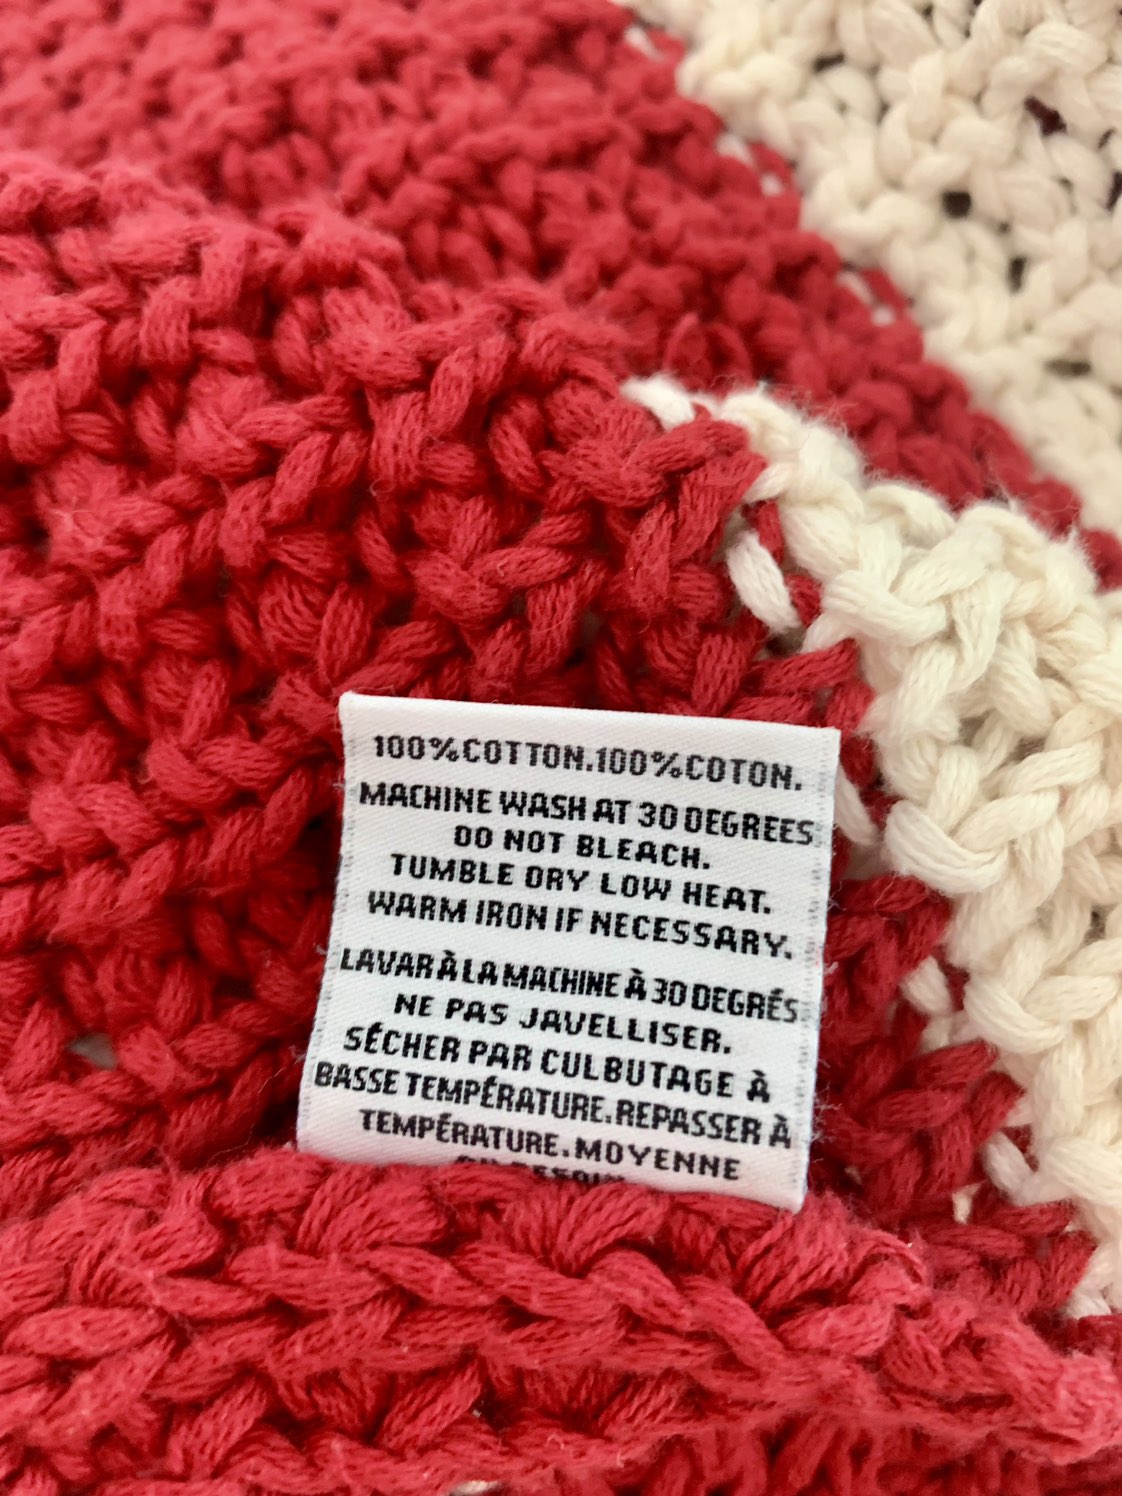 100%COTTON.100%COTON.
MACHINE WASH AT 30 DEGREES
DO NOT BLEACH.
TUMBLE DRY LOW HEAT.
WARM IRON IF NECESSARY.
LAVAR À LA MACHINE À 30 DEGRÉS
NE PAS JAVELLISER.
SÉCHER PAR CULBUTAGE À
BASSE TEMPÉRATURE.REPASSER À
TEMPÉRATURE.MOYENNE